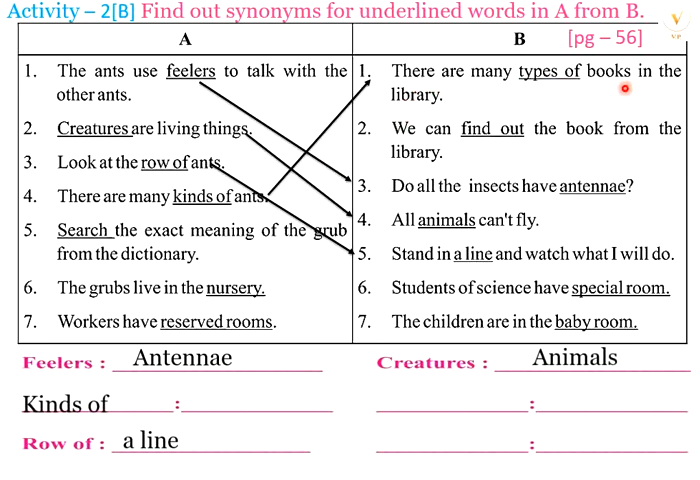 Activity – 2[B] Find out synonyms for underlined words in A from B.
V
VP
A
B [pg – 56]
1. The ants use feelers to talk with the
other ants.
2. Creatures are living things.
3. Look at the row of ants.
4. There are many kinds of ants.
5. Search the exact meaning of the grub
from the dictionary.
6. The grubs live in the nursery.
7. Workers have reserved rooms.
1. There are many types of books in the
library.
2. We can find out the book from the
library.
3. Do all the insects have antennae?
4. All animals can't fly.
5. Stand in a line and watch what I will do.
6. Students of science have special room.
7. The children are in the baby room.
Feelers : Antennae
Creatures : Animals
Kinds of :
:
Row of : a line
: